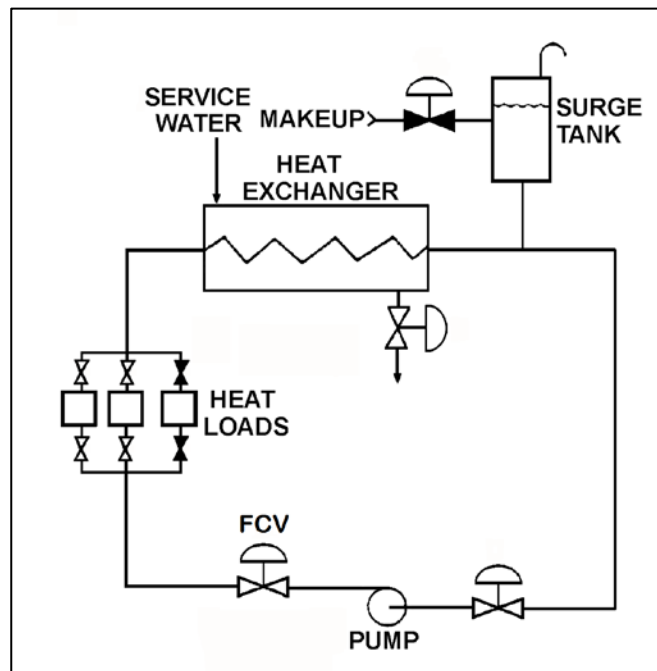 SERVICE
WATER
MAKEUP
SURGE
TANK
HEAT
EXCHANGER
HEAT
LOADS
FCV
PUMP